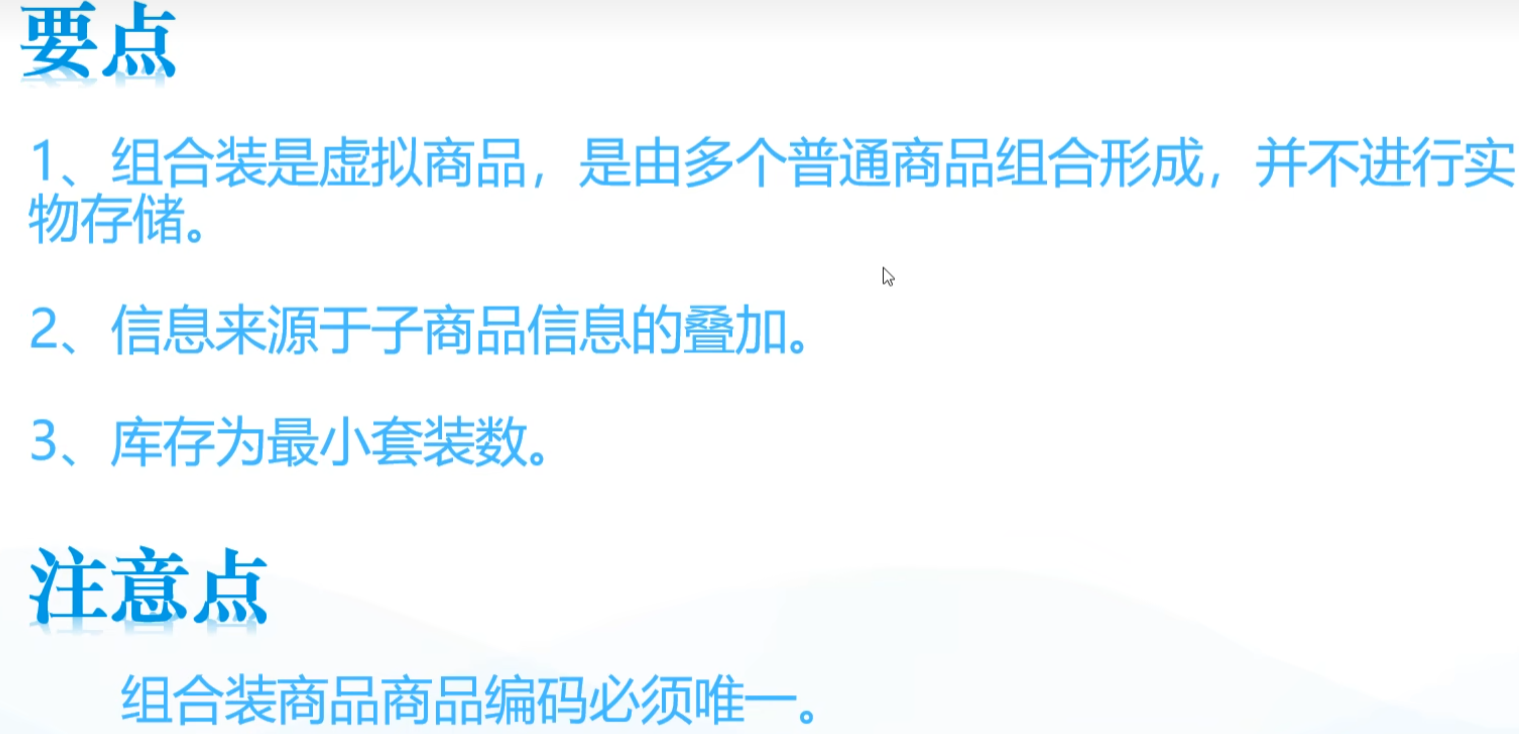 要点
1、组合装是虚拟商品，是由多个普通商品组合形成，并不进行实
物存储。
2、信息来源于子商品信息的叠加。
3、库存为最小套装数。
注意点
组合装商品商品编码必须唯一。